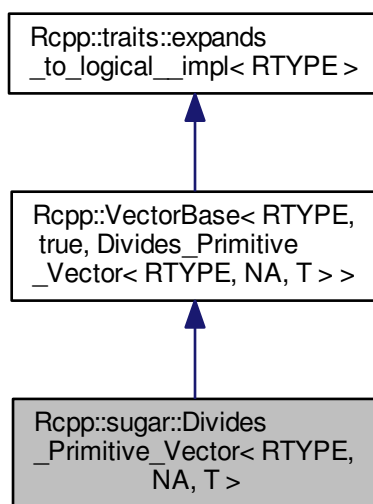 Rcpp::traits::expands
_to_logical__impl< RTYPE >
Rcpp::VectorBase< RTYPE,
true, Divides_Primitive
_Vector< RTYPE, NA, T > >
Rcpp::sugar::Divides
_Primitive_Vector< RTYPE,
NA, T >